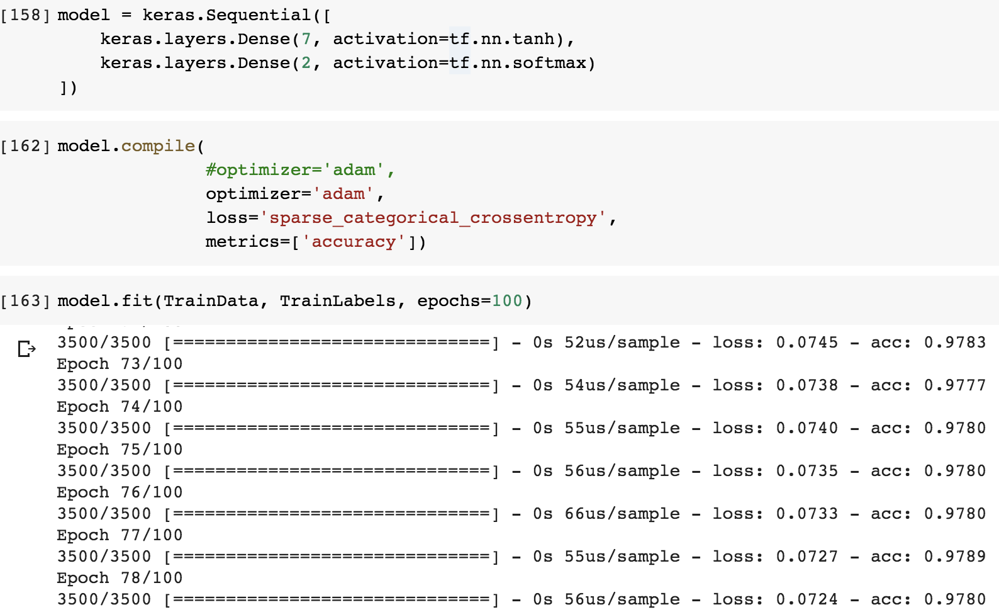 [158] model = keras.Sequential([
keras.layers.Dense(7, activation=tf.nn.tanh),
keras.layers.Dense(2, activation=tf.nn.softmax)
])
[162] model.compile(
#optimizer='adam',
optimizer='adam',
loss='sparse_categorical_crossentropy',
metrics=['accuracy'])
[163] model.fit(TrainData, TrainLabels, epochs=100)
3500/3500 [==============================] - 0s 52us/sample - loss: 0.0745 - acc: 0.9783
Epoch 73/100
3500/3500 [==============================] - 0s 54us/sample - loss: 0.0738 - acc: 0.9777
Epoch 74/100
3500/3500 [==============================] - 0s 55us/sample - loss: 0.0740 - acc: 0.9780
Epoch 75/100
3500/3500 [==============================] - 0s 56us/sample - loss: 0.0735 - acc: 0.9780
Epoch 76/100
3500/3500 [==============================] - 0s 66us/sample - loss: 0.0733 - acc: 0.9780
Epoch 77/100
3500/3500 [==============================] - 0s 55us/sample - loss: 0.0727 - acc: 0.9789
Epoch 78/100
3500/3500 [==============================] - 0s 56us/sample - loss: 0.0724 - acc: 0.9780